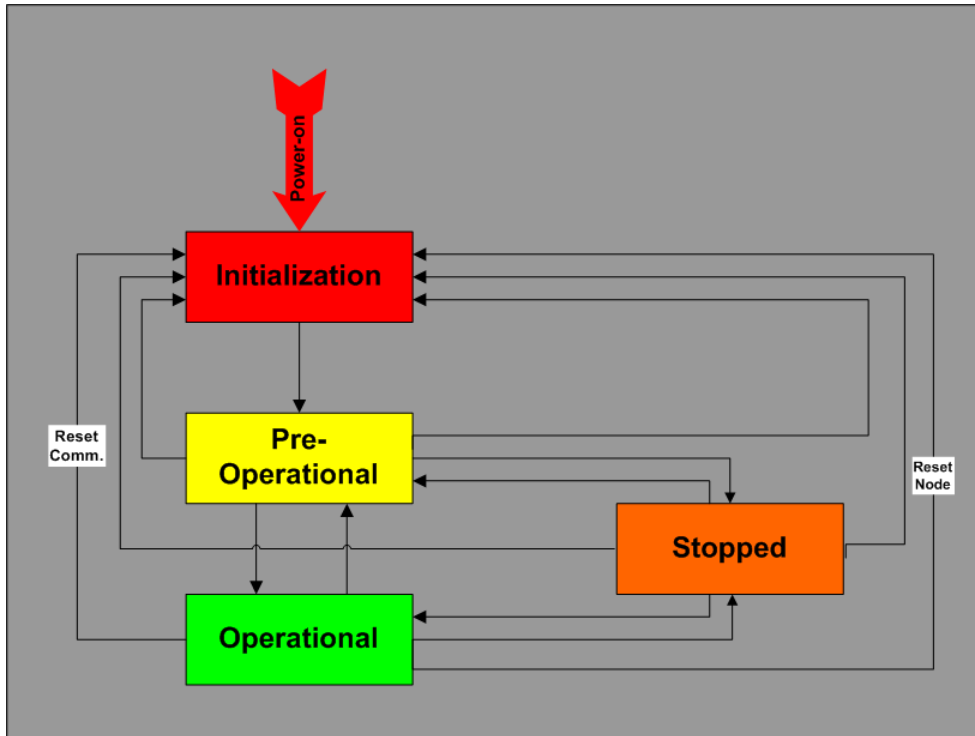 Power-on
Initialization
Pre-
Operational
Reset
Comm.
Reset
Node
Stopped
Operational